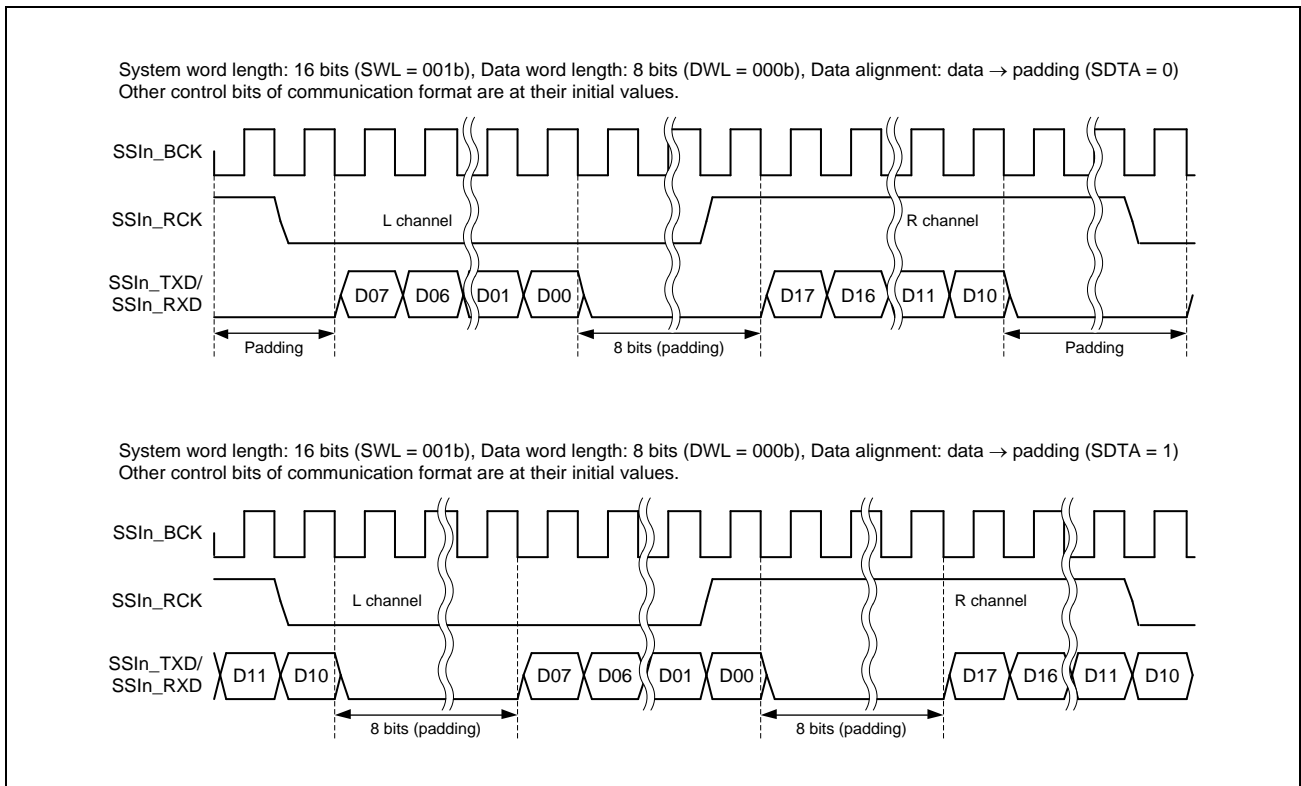 System word length: 16 bits (SWL = 001b), Data word length: 8 bits (DWL = 000b), Data alignment: data → padding (SDTA = 0)
Other control bits of communication format are at their initial values.
SSIn_BCK
SSIn_RCK
L channel
R channel
SSIn_TXD/
SSIn_RXD
D07 D06 D01 D00 D17 D16 D11 D10
Padding 8 bits (padding) Padding
System word length: 16 bits (SWL = 001b), Data word length: 8 bits (DWL = 000b), Data alignment: data → padding (SDTA = 1)
Other control bits of communication format are at their initial values.
SSIn_BCK
SSIn_RCK
L channel
R channel
SSIn_TXD/
SSIn_RXD
D11 D10 D07 D06 D01 D00 D17 D16 D11 D10
8 bits (padding) 8 bits (padding)